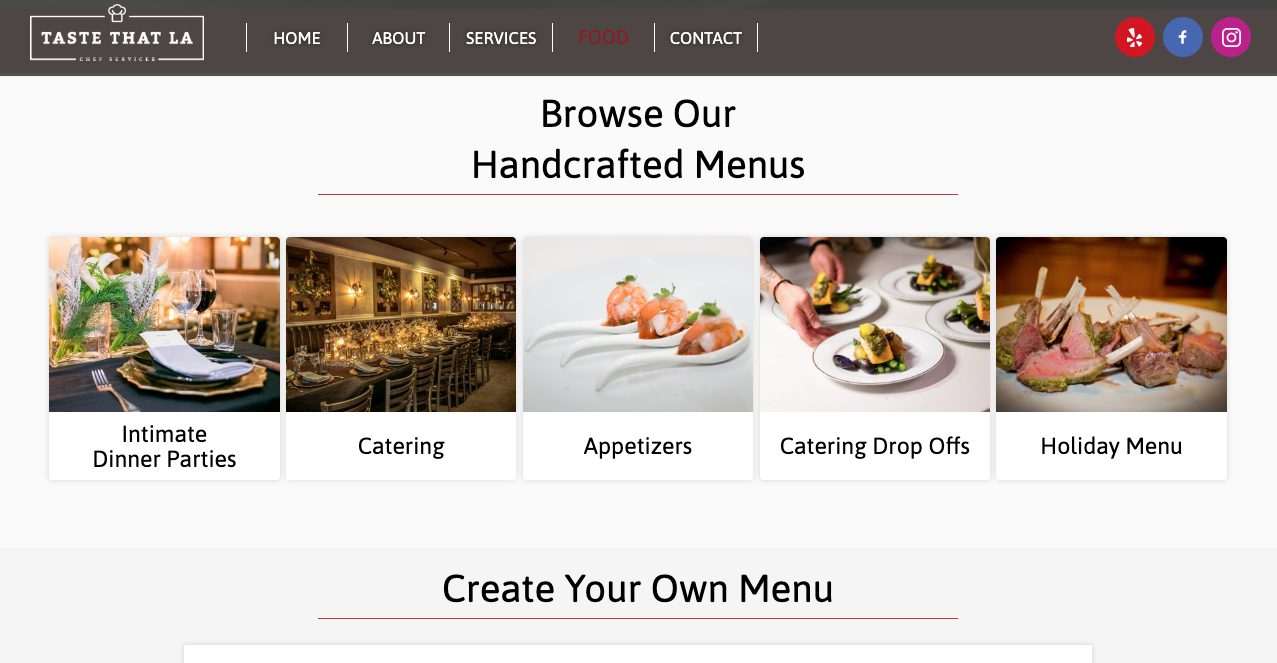 TASTE THAT LA
CHEF SERVICES
HOME
ABOUT
SERVICES
FOOD
CONTACT
Browse Our
Handcrafted Menus
Intimate
Dinner Parties
Catering
Appetizers
Catering Drop Offs
Holiday Menu
Create Your Own Menu